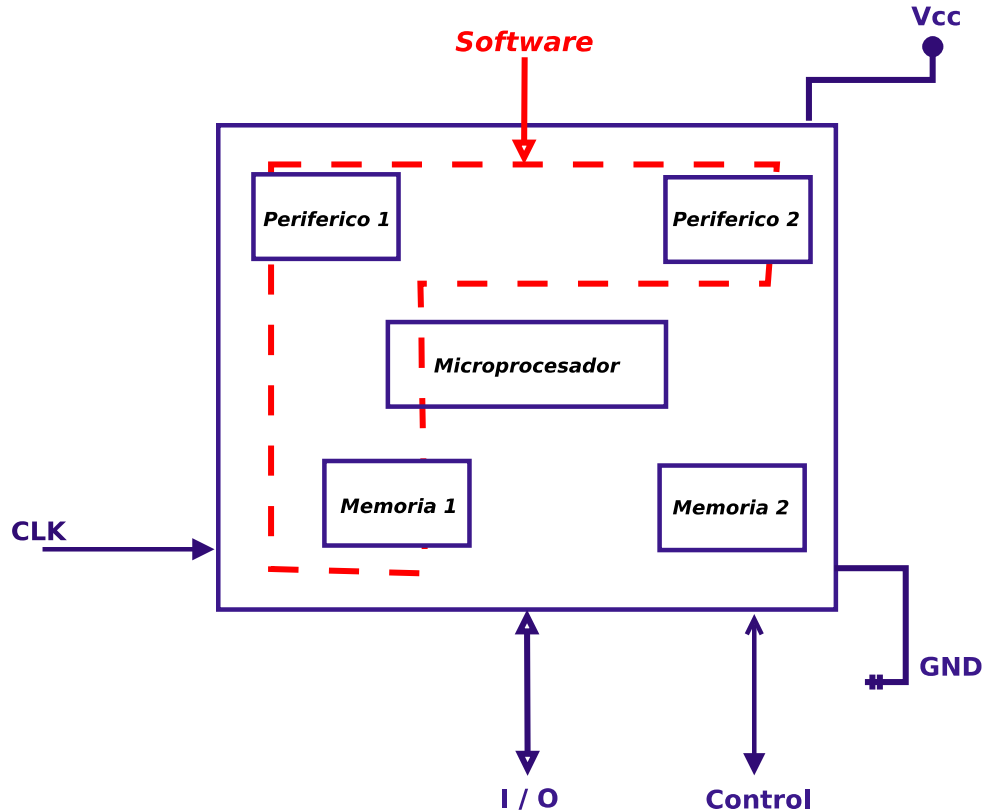 Vcc
Software
Periferico 1
Periferico 2
Microprocesador
Memoria 1
Memoria 2
CLK
GND
I / O
Control